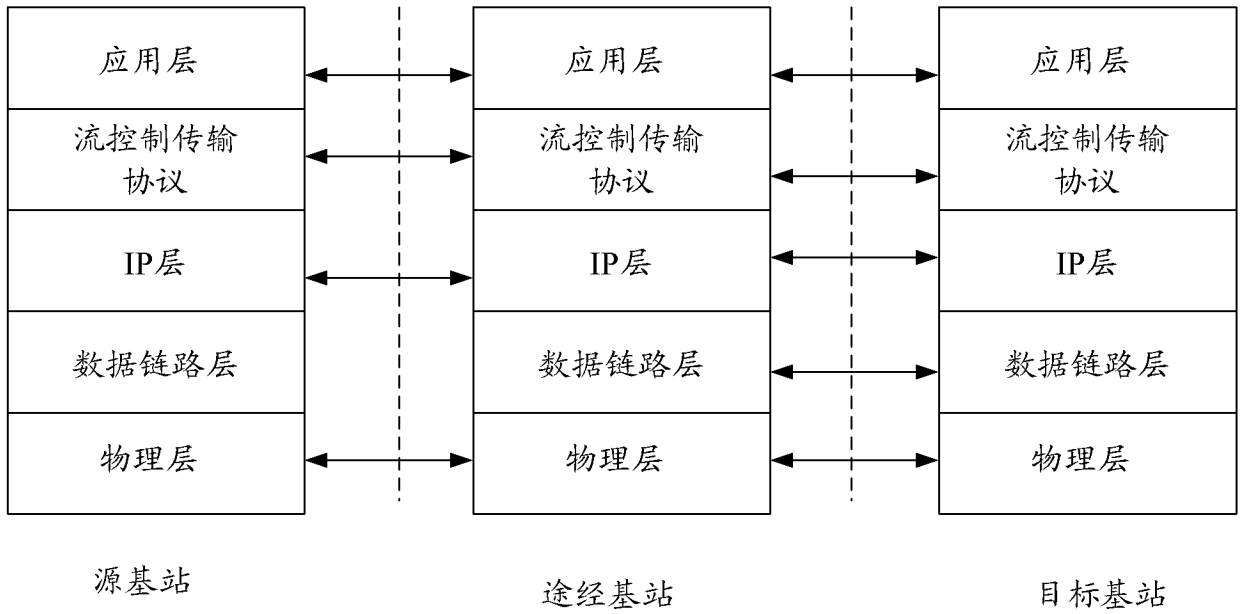 应用层
流控制传输
协议
IP层
数据链路层
物理层
源基站
应用层
流控制传输
协议
IP层
数据链路层
物理层
途经基站
应用层
流控制传输
协议
IP层
数据链路层
物理层
目标基站